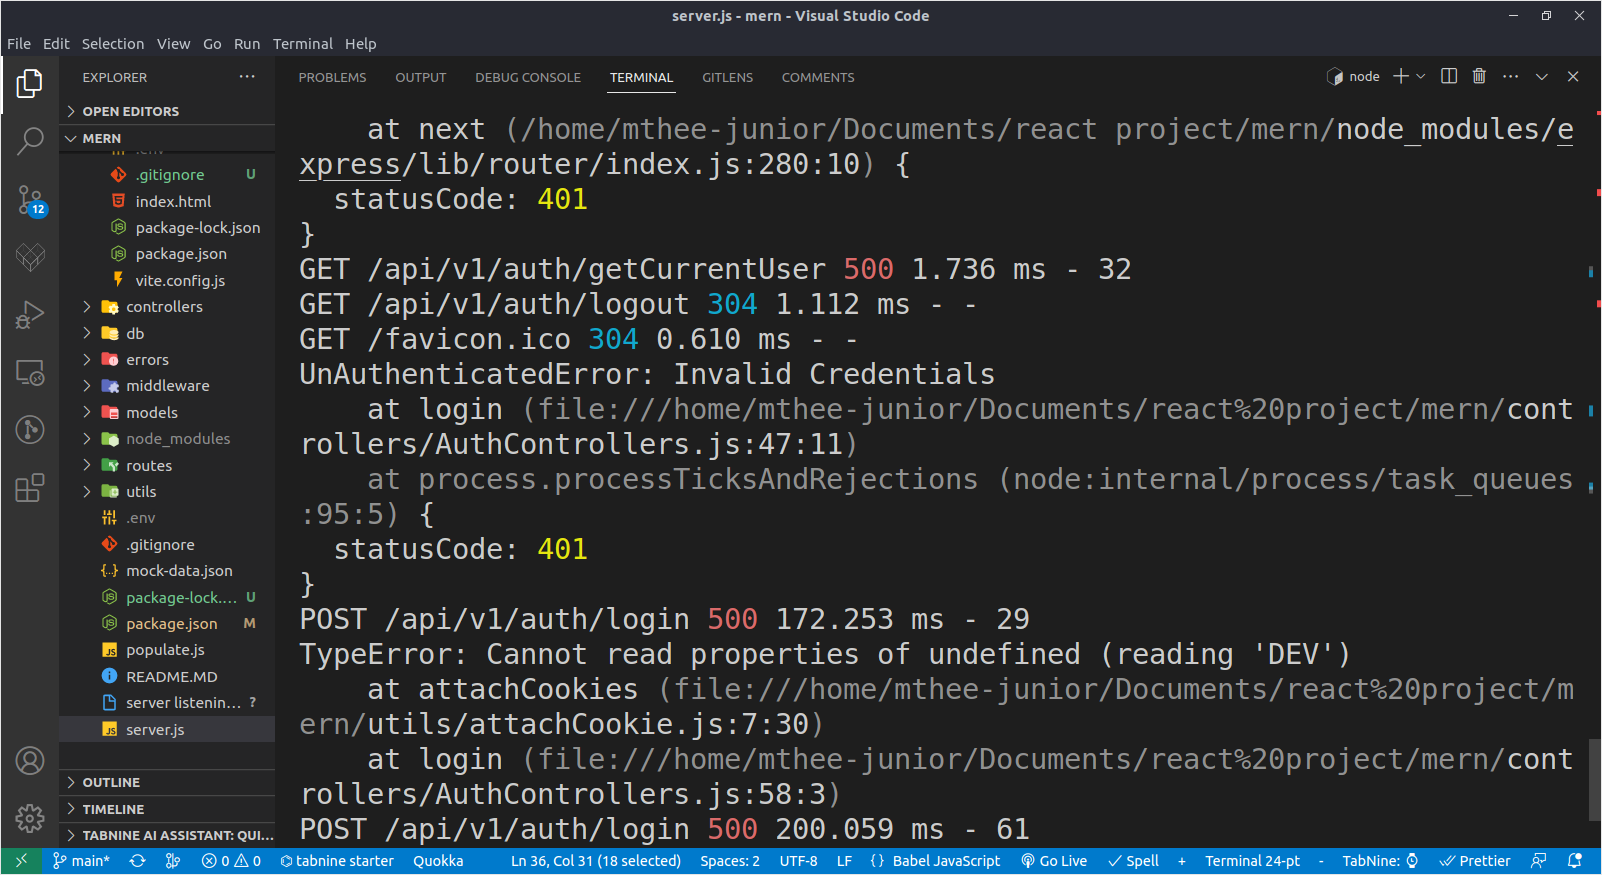 server.js - mern - Visual Studio Code
File Edit Selection View Go Run Terminal Help
EXPLORER
PROBLEMS OUTPUT DEBUG CONSOLE TERMINAL GITLENS COMMENTS
node
OPEN EDITORS
MERN
.env
.gitignore U
index.html
package-lock.json
package.json
vite.config.js
controllers
db
errors
middleware
models
node_modules
routes
utils
.env
.gitignore
mock-data.json
package-lock.... U
package.json M
populate.js
README.MD
server listenin... ?
server.js
OUTLINE
TIMELINE
TABNINE AI ASSISTANT: QUI...
12
    at next (/home/mthee-junior/Documents/react project/mern/node_modules/e
xpress/lib/router/index.js:280:10) {
  statusCode: 401
}
GET /api/v1/auth/getCurrentUser 500 1.736 ms - 32
GET /api/v1/auth/logout 304 1.112 ms - -
GET /favicon.ico 304 0.610 ms - -
UnAuthenticatedError: Invalid Credentials
    at login (file:///home/mthee-junior/Documents/react%20project/mern/cont
rollers/AuthControllers.js:47:11)
    at process.processTicksAndRejections (node:internal/process/task_queues
:95:5) {
  statusCode: 401
}
POST /api/v1/auth/login 500 172.253 ms - 29
TypeError: Cannot read properties of undefined (reading 'DEV')
    at attachCookies (file:///home/mthee-junior/Documents/react%20project/m
ern/utils/attachCookie.js:7:30)
    at login (file:///home/mthee-junior/Documents/react%20project/mern/cont
rollers/AuthControllers.js:58:3)
POST /api/v1/auth/login 500 200.059 ms - 61
main* 0 0 tabnine starter Quokka Ln 36, Col 31 (18 selected) Spaces: 2 UTF-8 LF {} Babel JavaScript Go Live Spell + Terminal 24-pt - TabNine: Prettier